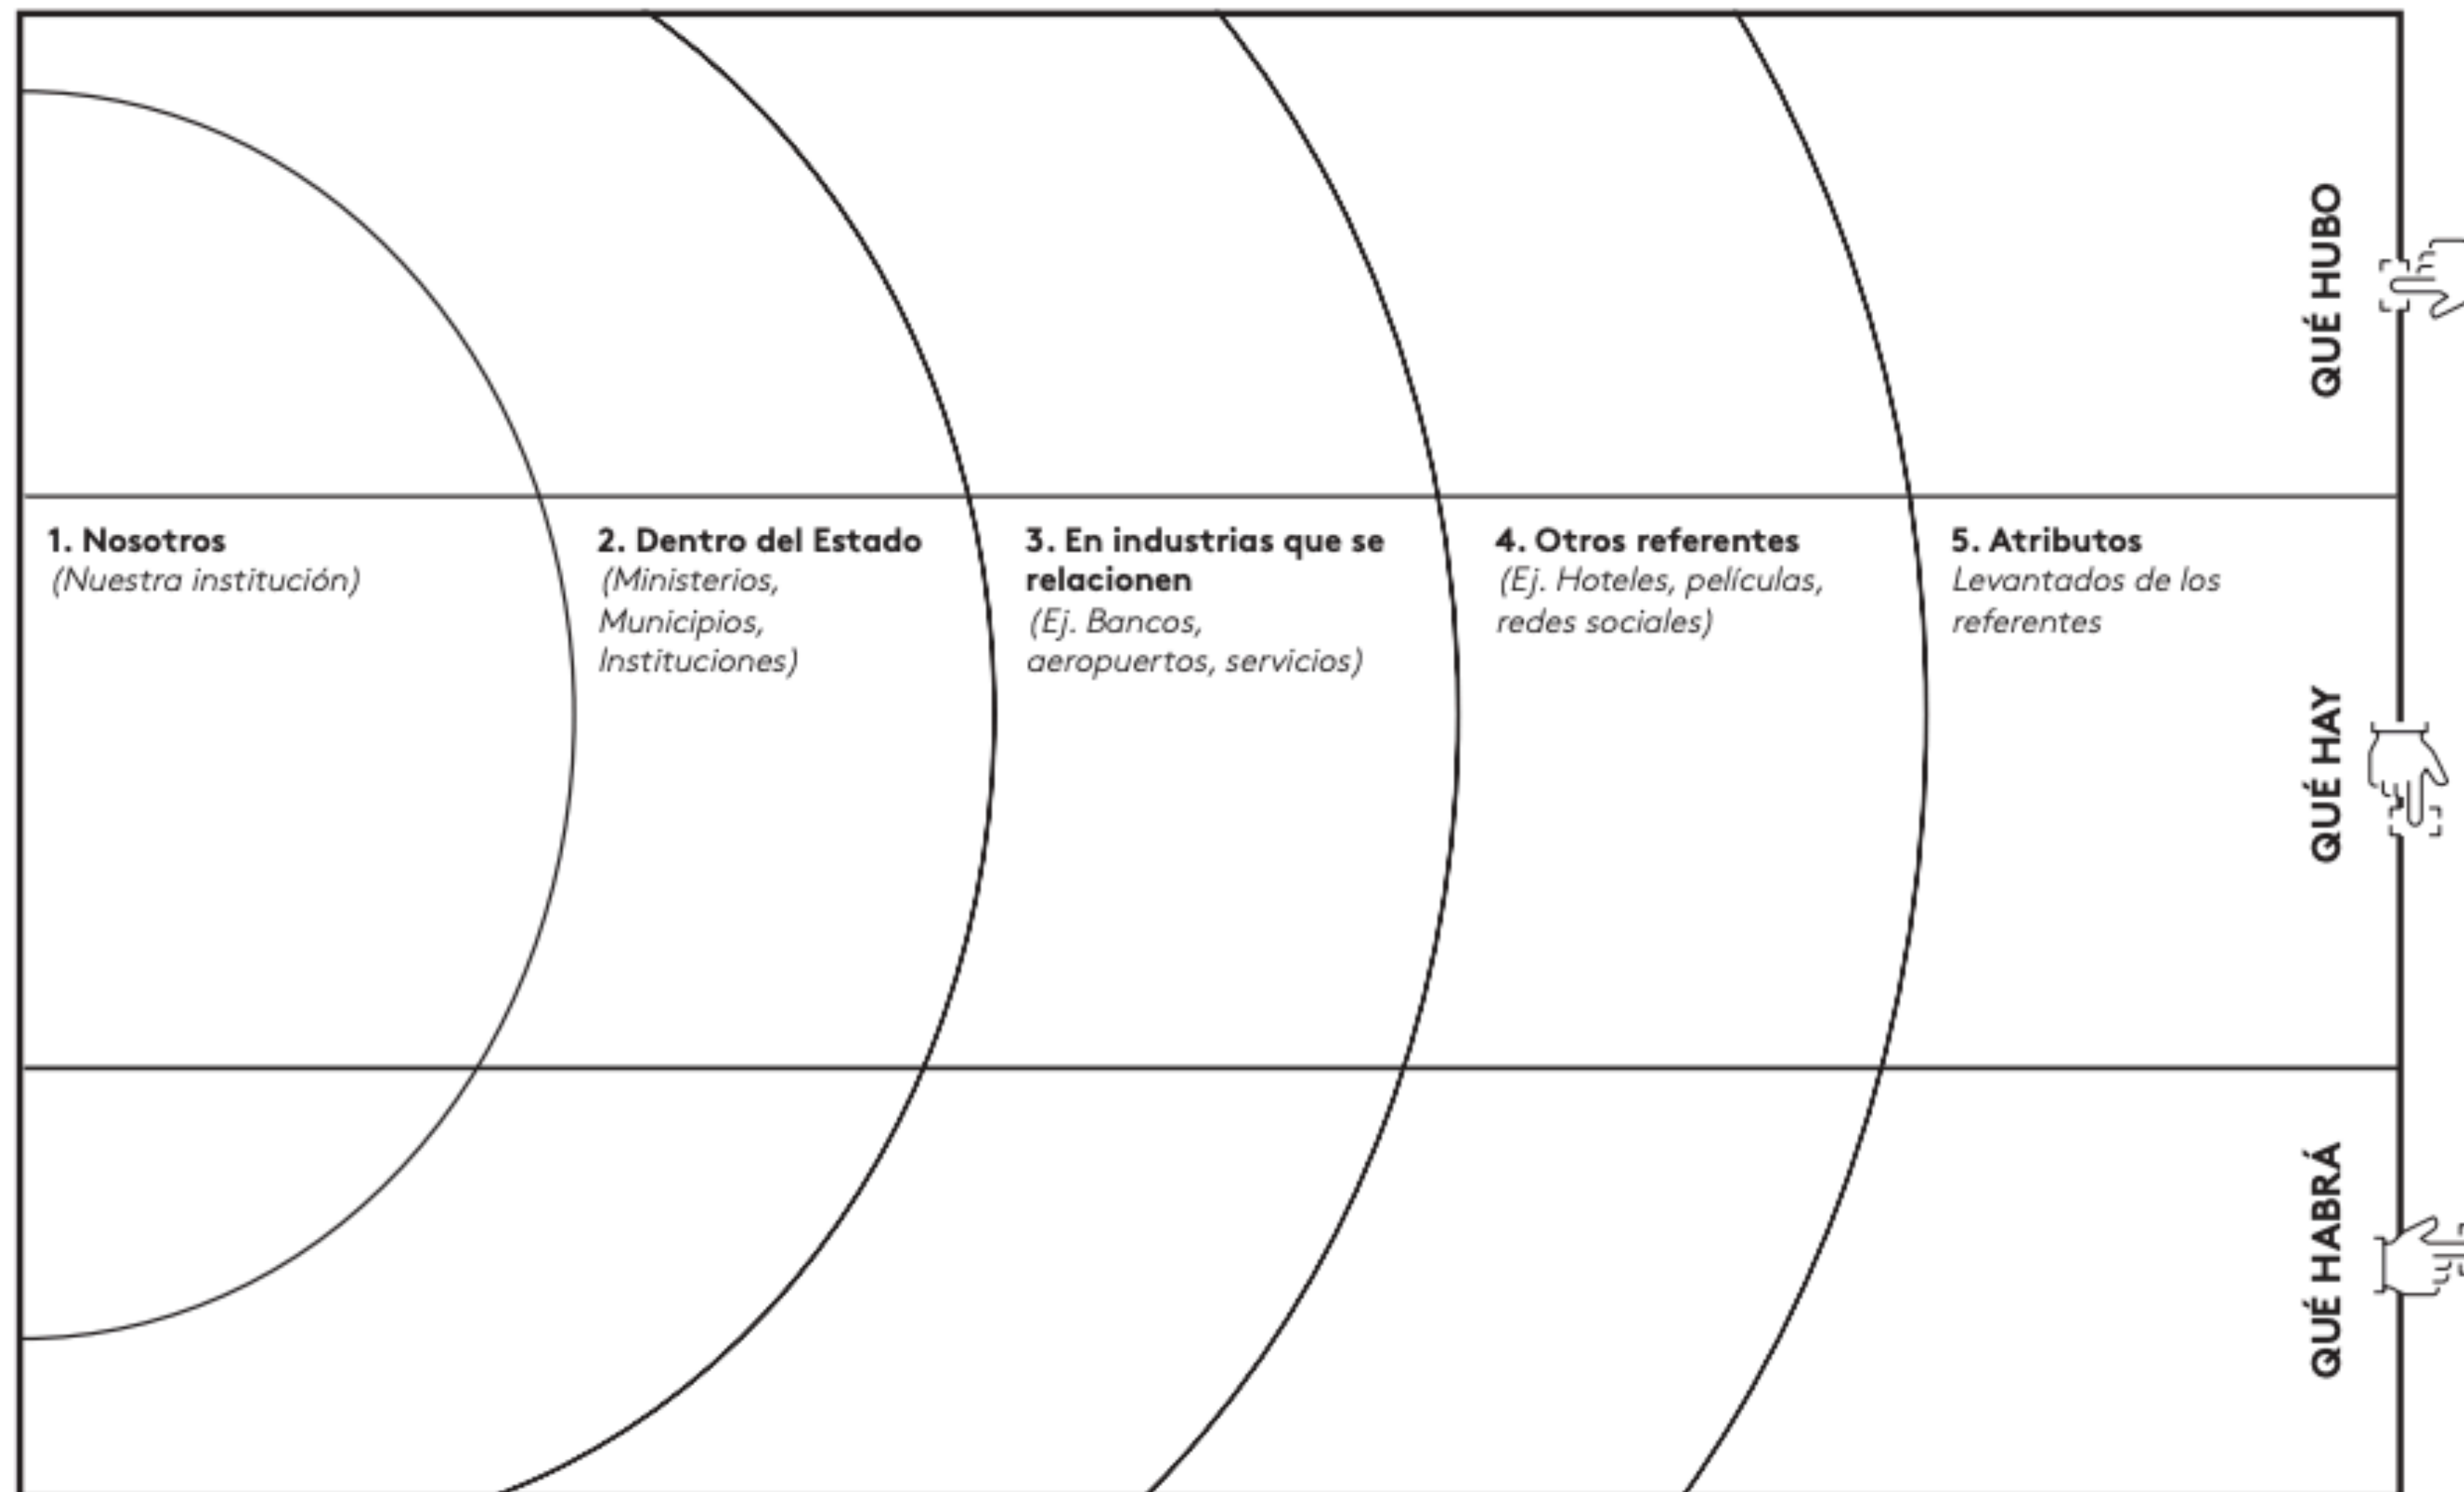 QUÉ HUBO
1. Nosotros
(Nuestra institución)
2. Dentro del Estado
(Ministerios,
Municipios,
Instituciones)
3. En industrias que se
relacionen
(Ej. Bancos,
aeropuertos, servicios)
4. Otros referentes
(Ej. Hoteles, películas,
redes sociales)
5. Atributos
Levantados de los
referentes
QUÉ HAY
QUÉ HABRÁ